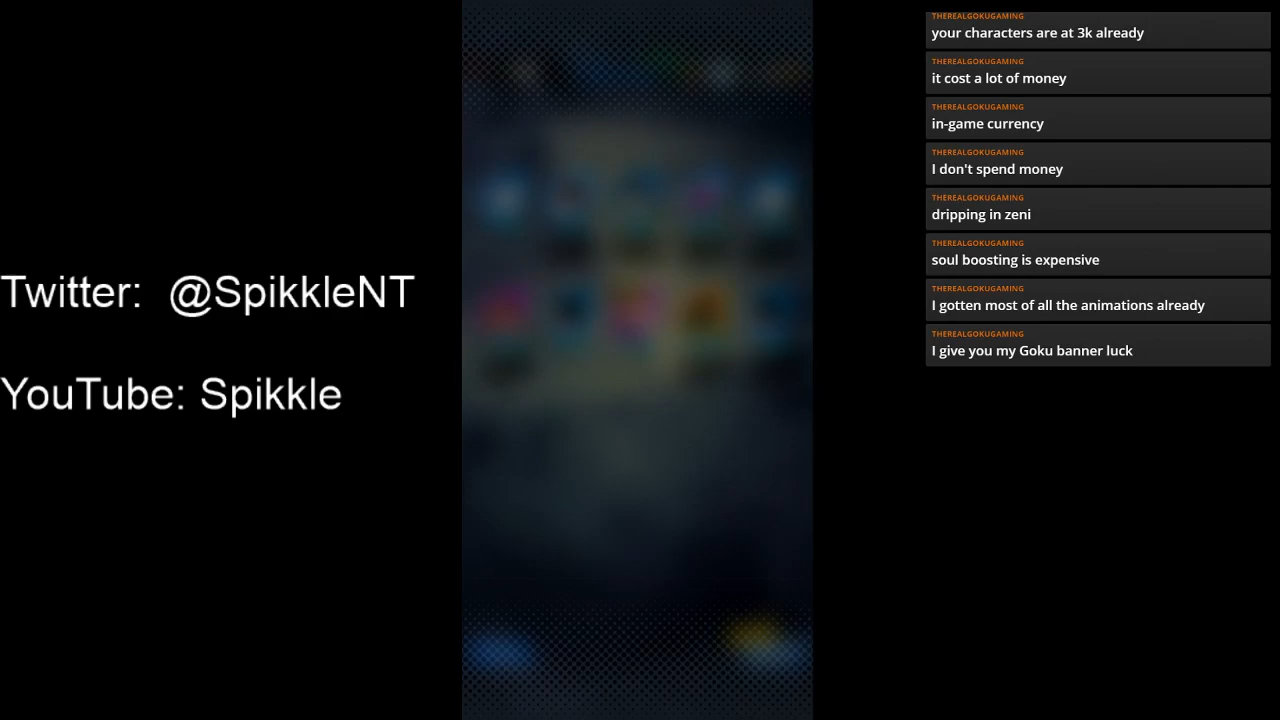 Twitter:  @SpikkleNT
YouTube: Spikkle
THEREALGOKUGAMING
your characters are at 3k already
THEREALGOKUGAMING
it cost a lot of money
THEREALGOKUGAMING
in-game currency
THEREALGOKUGAMING
I don't spend money
THEREALGOKUGAMING
dripping in zeni
THEREALGOKUGAMING
soul boosting is expensive
THEREALGOKUGAMING
I gotten most of all the animations already
THEREALGOKUGAMING
I give you my Goku banner luck